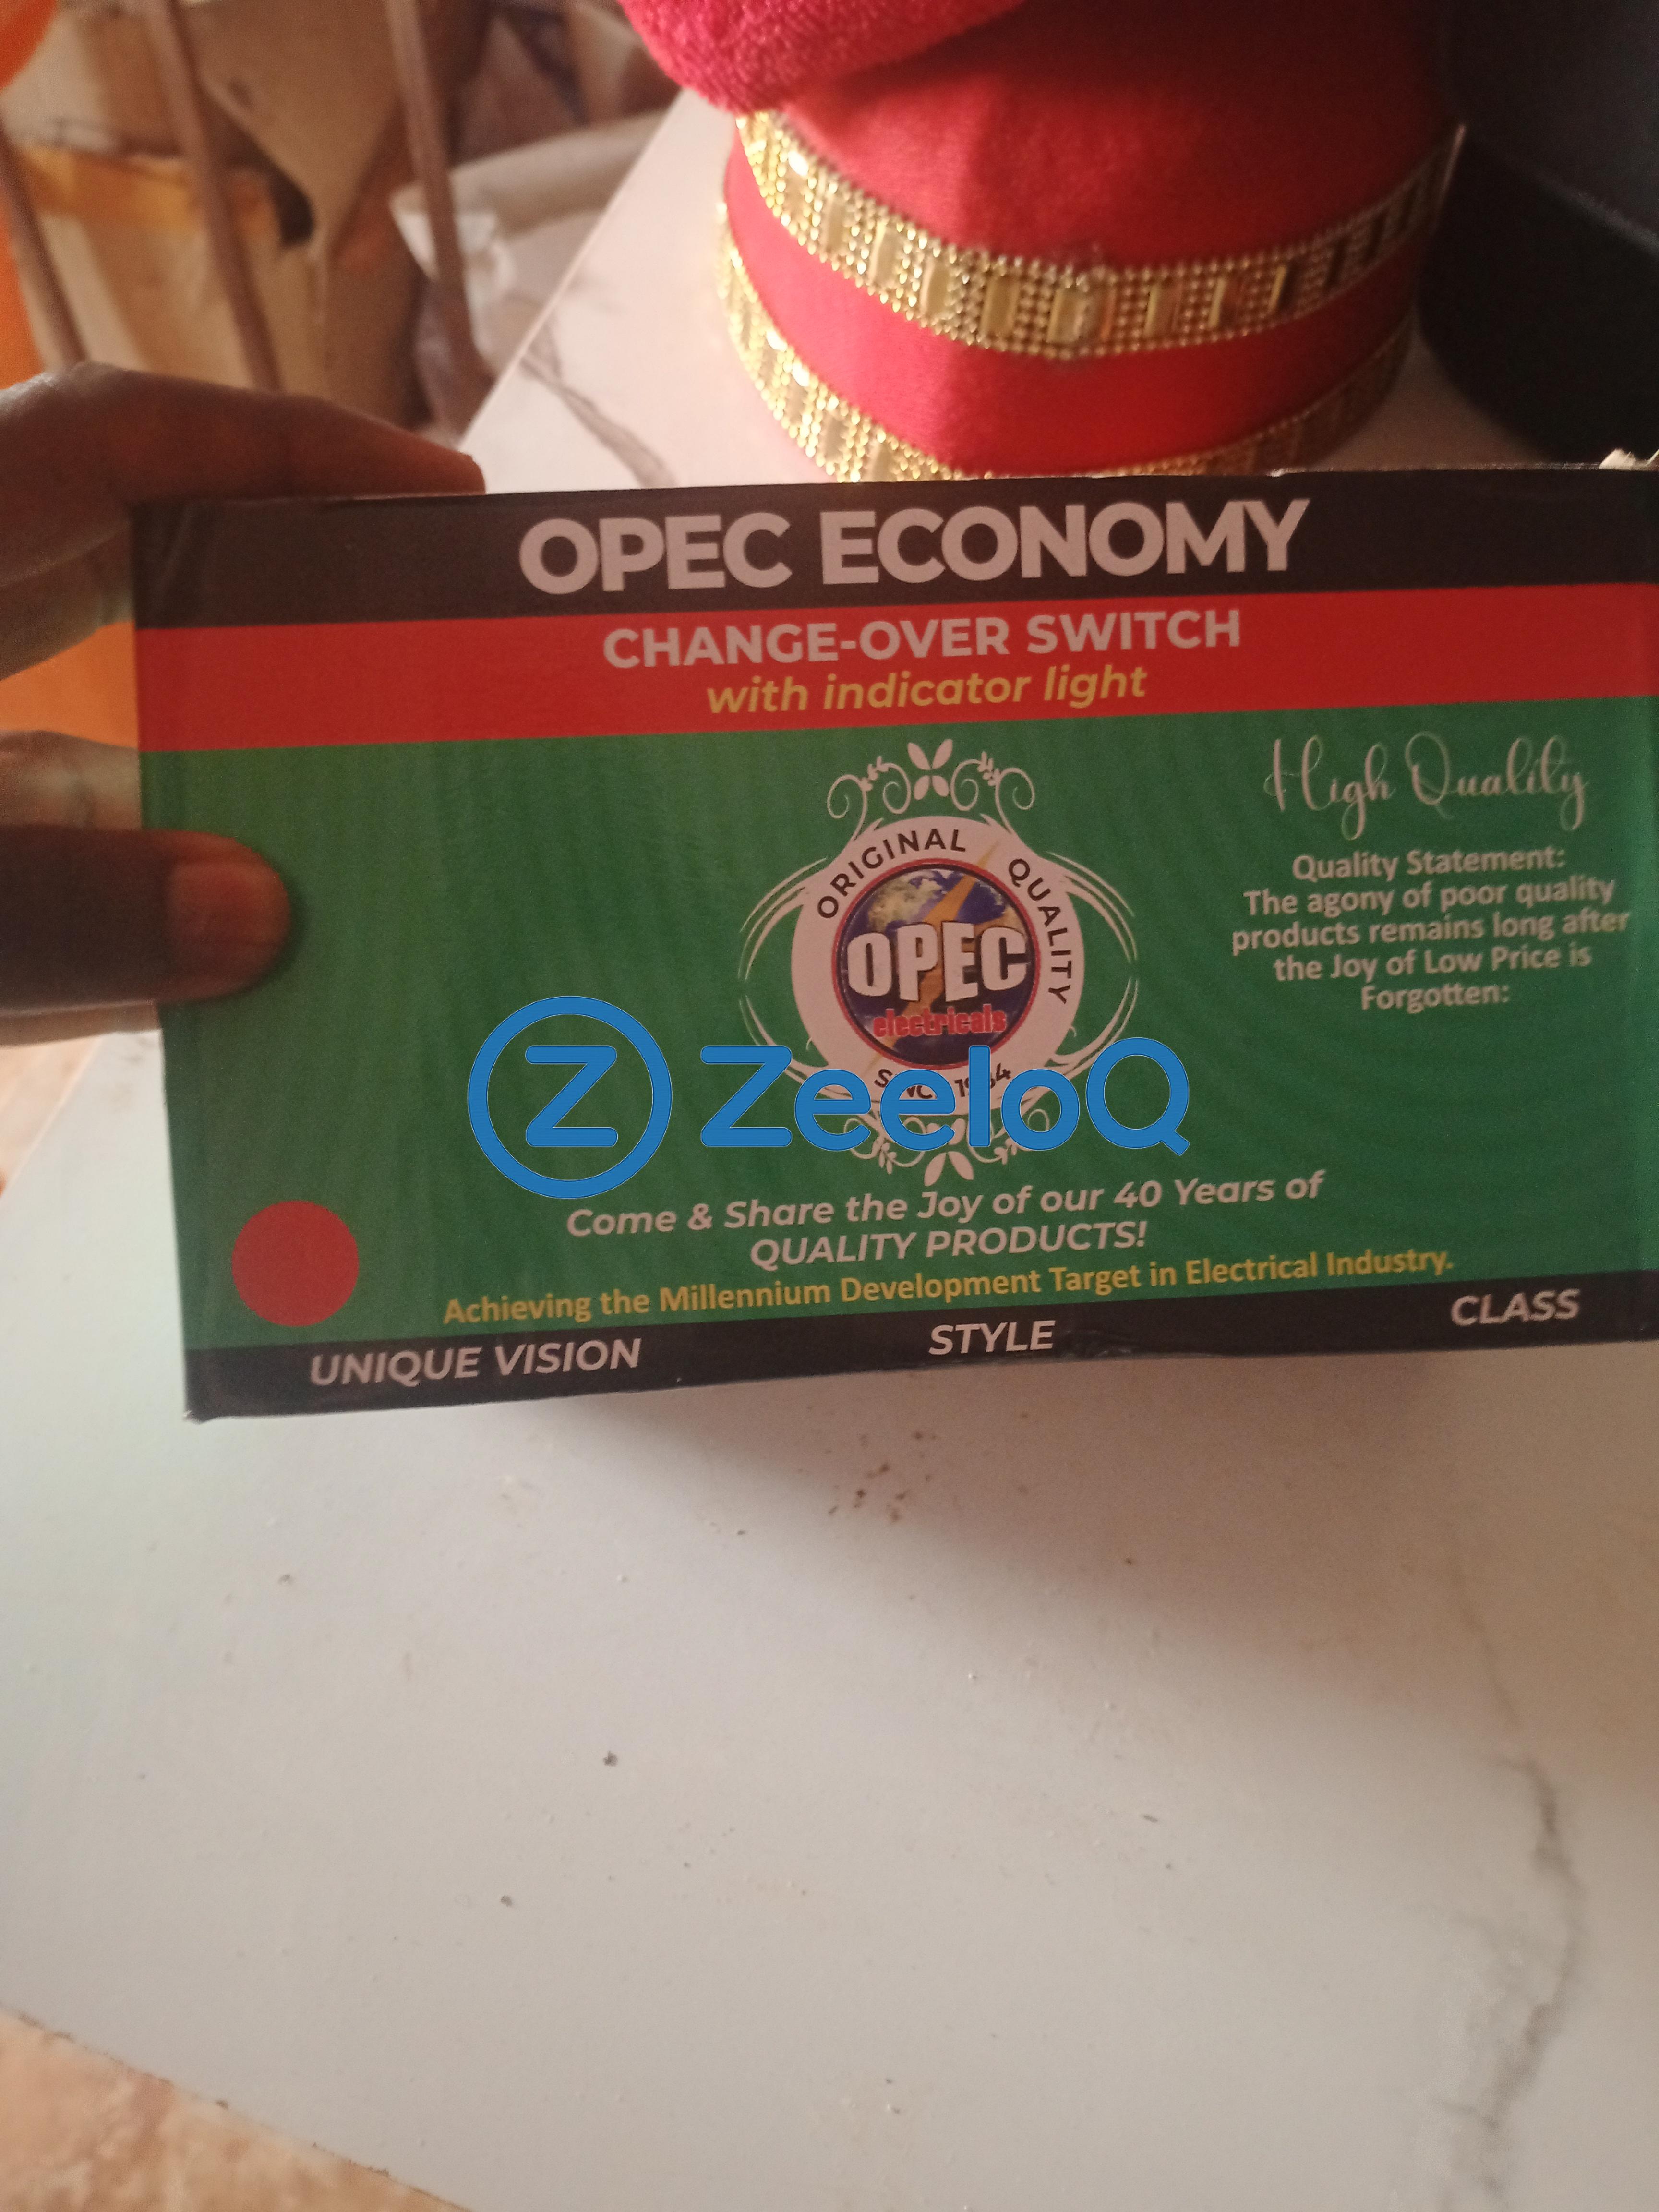 OPEC ECONOMY
CHANGE-OVER SWITCH
with indicator light
High Quality
Quality Statement:
The agony of poor quality
products remains long after
the Joy of Low Price is
Forgotten:
ORIGINAL QUALITY
OPEC
electricals
ZeeloQ
Come & Share the Joy of our 40 Years of
QUALITY PRODUCTS!
Achieving the Millennium Development Target in Electrical Industry.
UNIQUE VISION STYLE CLASS